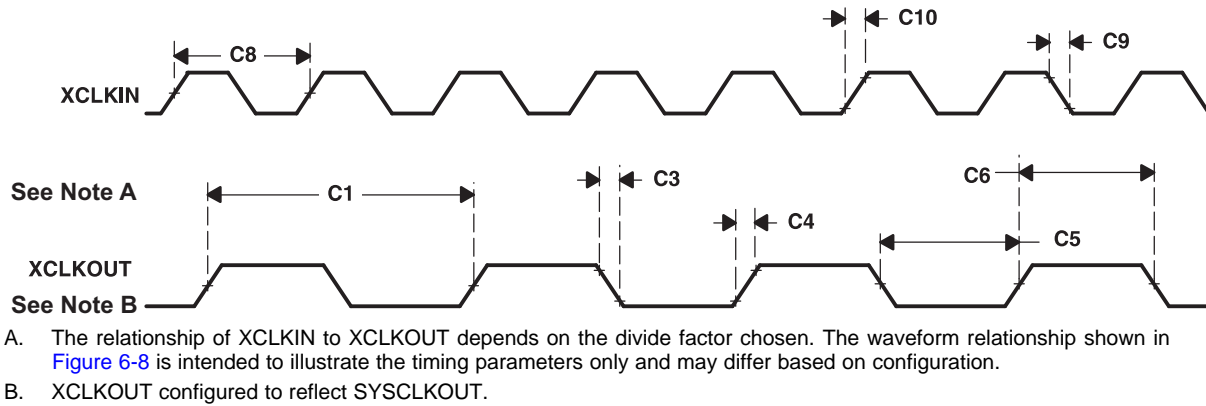 C10
C8
C9
XCLKIN
See Note A
C1
C3
C6
C4
C5
XCLKOUT
See Note B
A. The relationship of XCLKIN to XCLKOUT depends on the divide factor chosen. The waveform relationship shown in
Figure 6-8 is intended to illustrate the timing parameters only and may differ based on configuration.
B. XCLKOUT configured to reflect SYSCLKOUT.